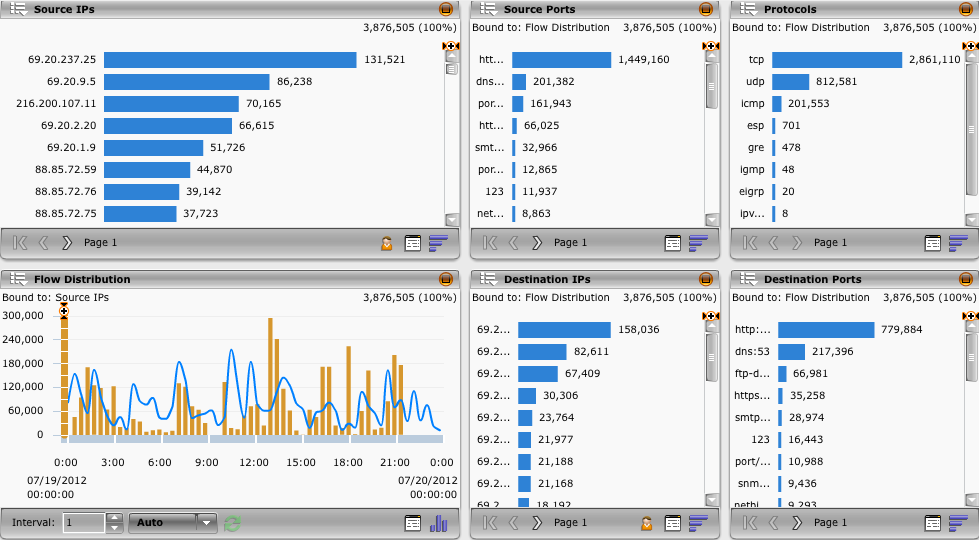 Source IPs
3,876,505 (100%)
69.20.237.25 131,521
69.20.9.5 86,238
216.200.107.11 70,165
69.20.2.20 66,615
69.20.1.9 51,726
88.85.72.59 44,870
88.85.72.76 39,142
88.85.72.75 37,723
Page 1
Source Ports
Bound to: Flow Distribution 3,876,505 (100%)
htt... 1,449,160
dns... 201,382
por... 161,943
htt... 66,025
smt... 32,966
por... 12,865
123 11,937
net... 8,863
Page 1
Protocols
Bound to: Flow Distribution 3,876,505 (100%)
tcp 2,861,110
udp 812,581
icmp 201,553
esp 701
gre 478
igmp 48
eigrp 20
ipv... 8
Page 1
Flow Distribution
Bound to: Source IPs 3,876,505 (100%)
300,000
240,000
180,000
120,000
60,000
0
0:00 3:00 6:00 9:00 12:00 15:00 18:00 21:00 0:00
07/19/2012 07/20/2012
00:00:00 00:00:00
Interval: 1 Auto
Destination IPs
Bound to: Flow Distribution 3,876,505 (100%)
69.2... 158,036
69.2... 82,611
69.2... 67,409
69.2... 30,306
69.2... 23,764
69.2... 21,977
69.2... 21,188
69.2... 21,168
69.2... 18,192
Page 1
Destination Ports
Bound to: Flow Distribution 3,876,505 (100%)
http:... 779,884
dns:53 217,396
ftp-d... 66,981
https... 35,258
smtp... 28,974
123 16,443
port/... 10,988
snm... 9,436
netbi... 9,293
Page 1